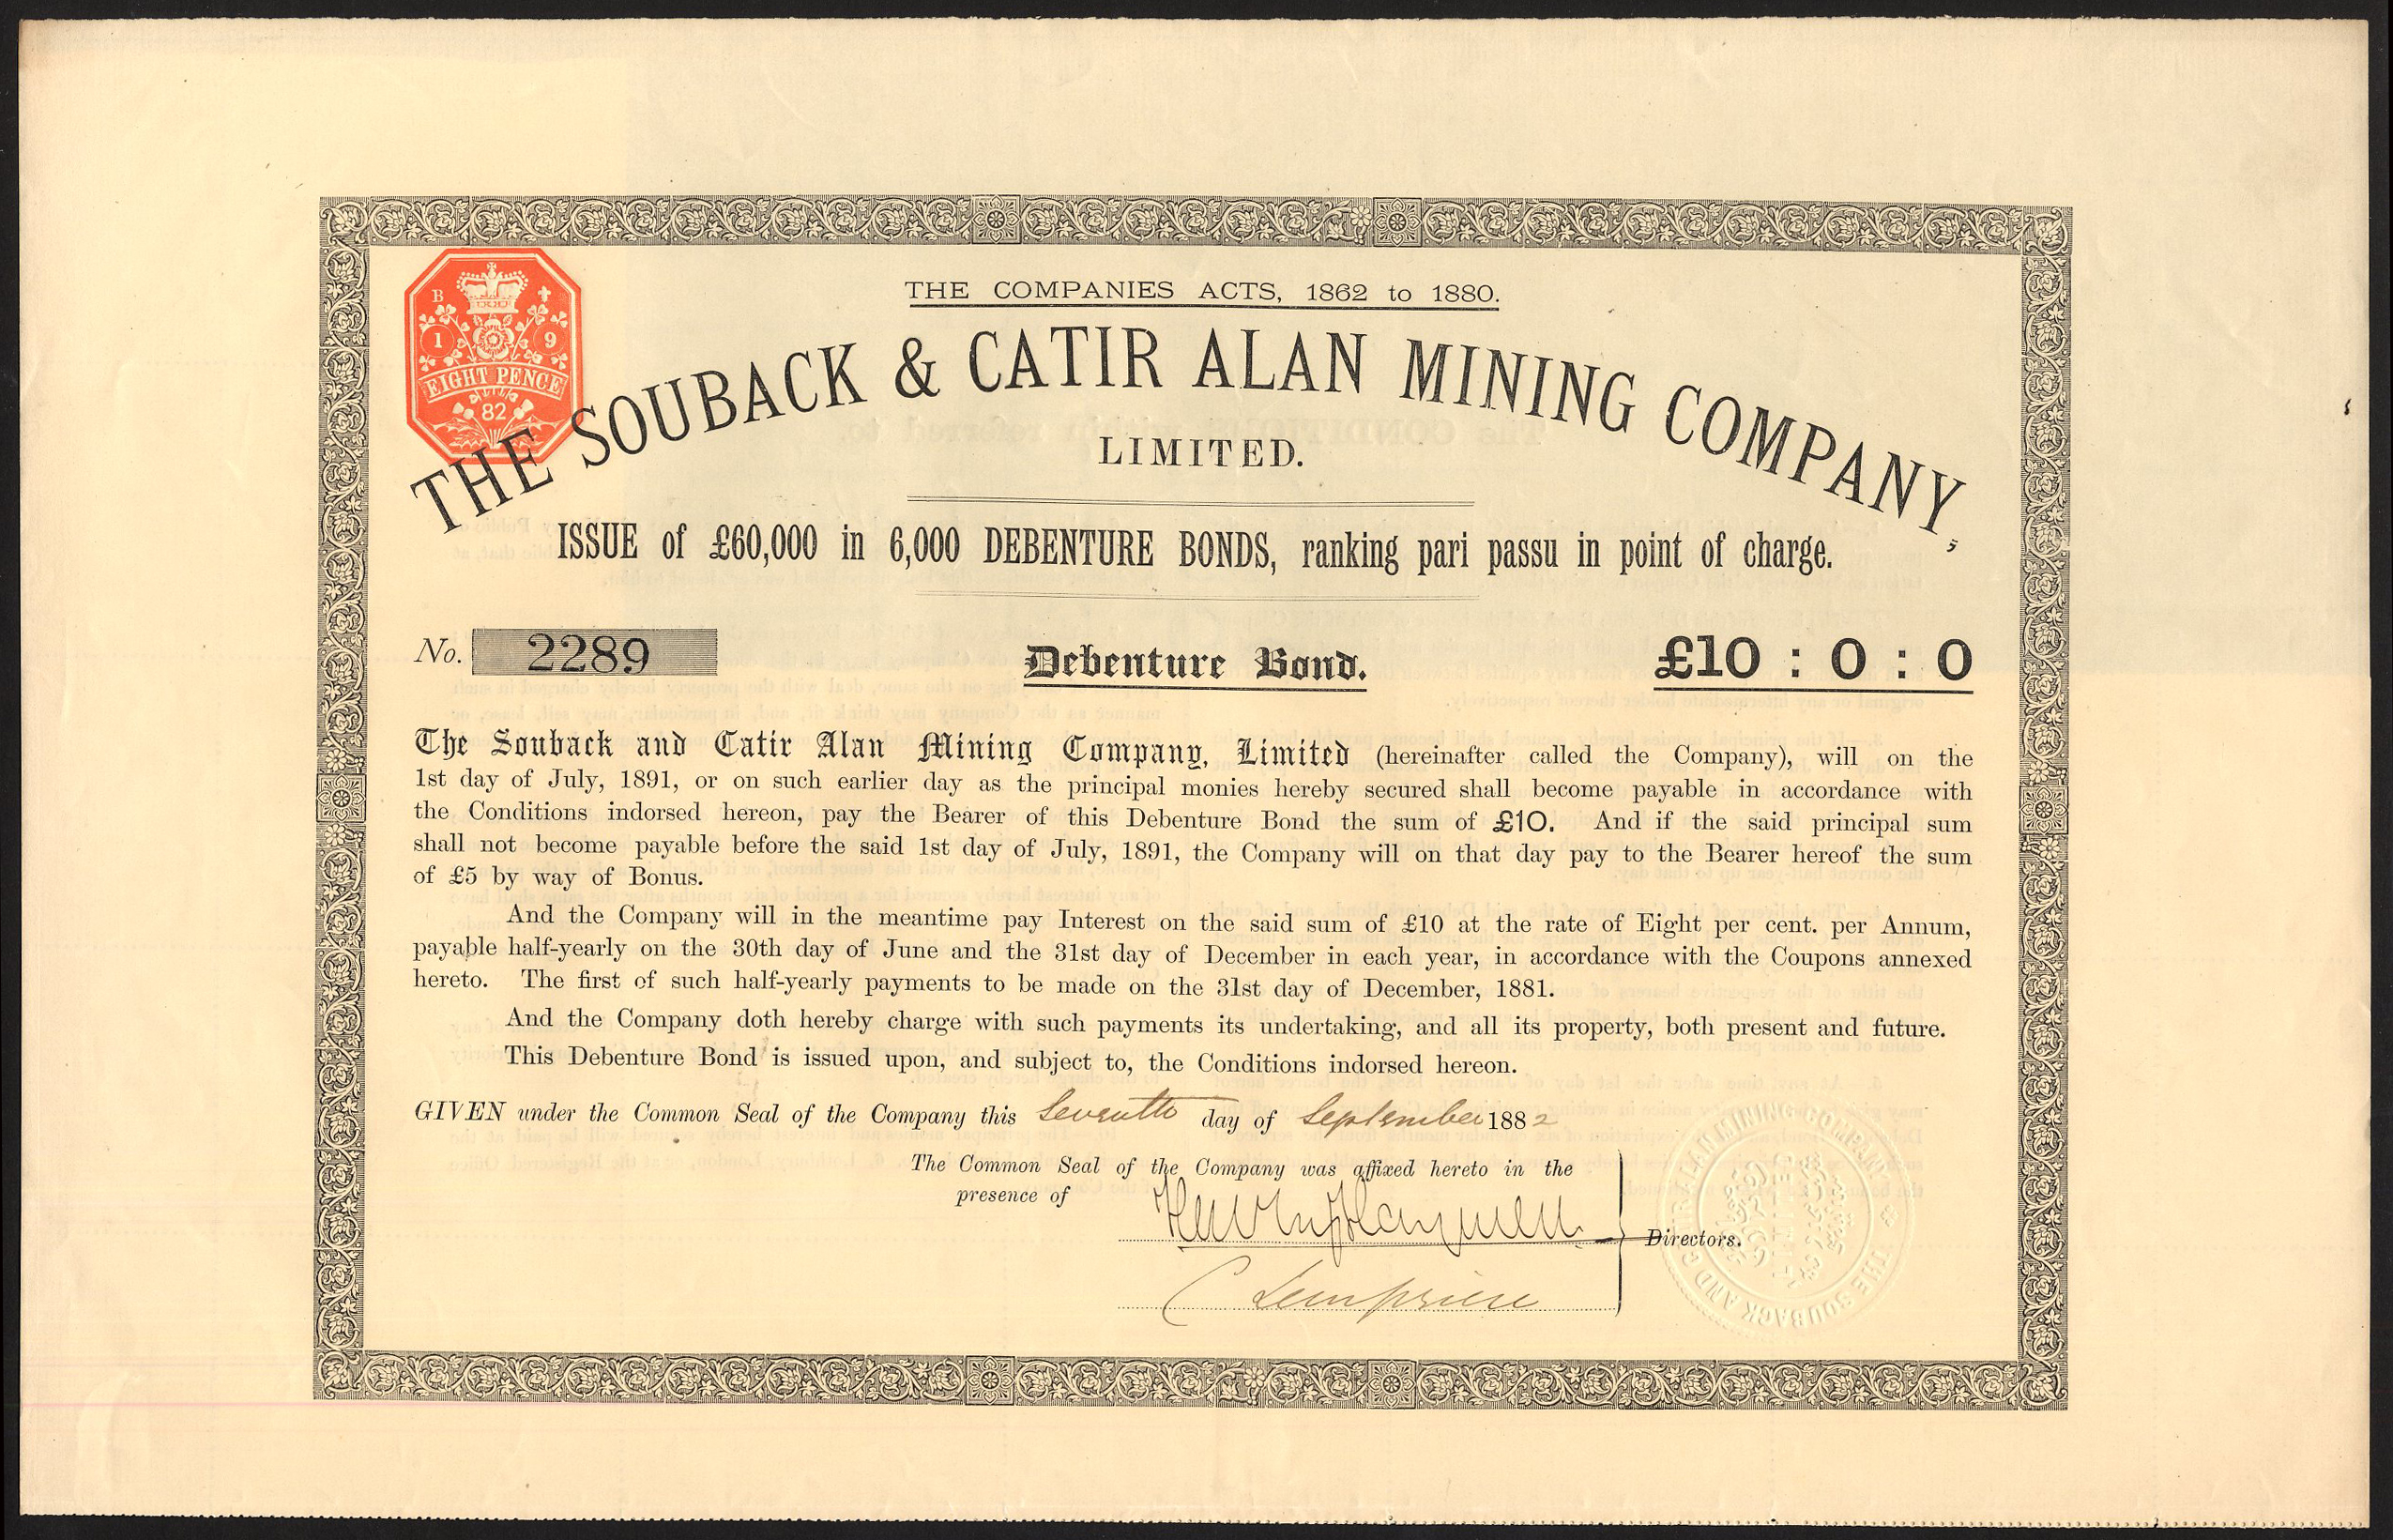 B
1 9
EIGHT PENCE
82
THE COMPANIES ACTS, 1862 to 1880.
THE SOUBACK & CATIR ALAN MINING COMPANY,
LIMITED.
ISSUE of £60,000 in 6,000 DEBENTURE BONDS, ranking pari passu in point of charge.
No. 2289 Debenture Bond. £10 : 0 : 0
The Souback and Catir Alan Mining Company, Limited (hereinafter called the Company), will on the
1st day of July, 1891, or on such earlier day as the principal monies hereby secured shall become payable in accordance with
the Conditions indorsed hereon, pay the Bearer of this Debenture Bond the sum of £10. And if the said principal sum
shall not become payable before the said 1st day of July, 1891, the Company will on that day pay to the Bearer hereof the sum
of £5 by way of Bonus.
And the Company will in the meantime pay Interest on the said sum of £10 at the rate of Eight per cent. per Annum,
payable half-yearly on the 30th day of June and the 31st day of December in each year, in accordance with the Coupons annexed
hereto. The first of such half-yearly payments to be made on the 31st day of December, 1881.
And the Company doth hereby charge with such payments its undertaking, and all its property, both present and future.
This Debenture Bond is issued upon, and subject to, the Conditions indorsed hereon.
GIVEN under the Common Seal of the Company this Seventh day of September 1882
The Common Seal of the Company was affixed hereto in the
presence of
Directors.
C Lempriere
THE SOUBACK AND CATIR ALAN MINING COMPANY